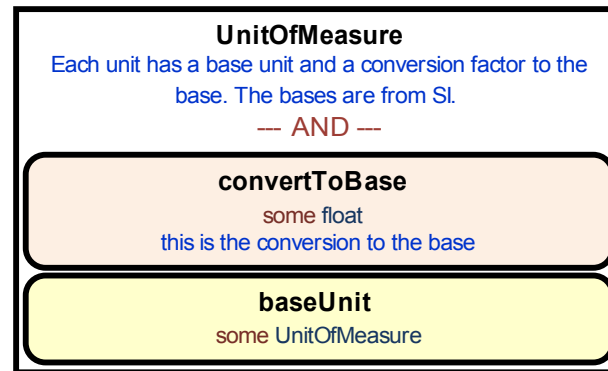 UnitOfMeasure
Each unit has a base unit and a conversion factor to the
base. The bases are from SI.
--- AND ---
convertToBase
some float
this is the conversion to the base
baseUnit
some UnitOfMeasure